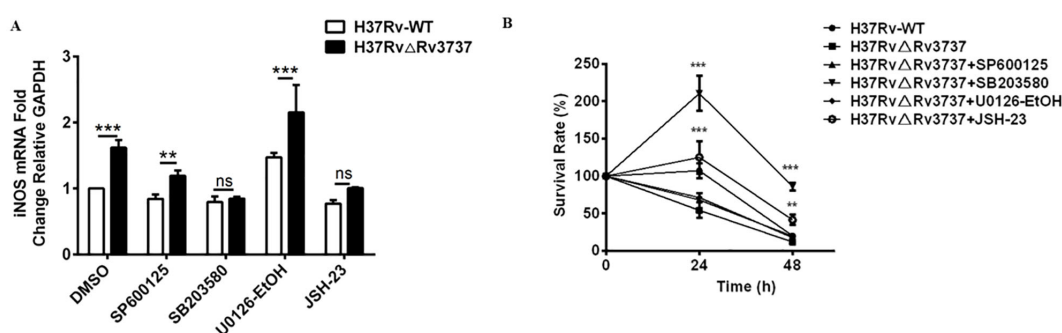 A
H37Rv-WT
H37Rv△Rv3737
iNOS mRNA Fold
Change Relative GAPDH
3
2
1
0
***
**
ns
***
ns
DMSO
SP600125
SB203580
U0126-EtOH
JSH-23
B
H37Rv-WT
H37Rv△Rv3737
H37Rv△Rv3737+SP600125
H37Rv△Rv3737+SB203580
H37Rv△Rv3737+U0126-EtOH
H37Rv△Rv3737+JSH-23
Survival Rate (%)
250
200
150
100
50
0
***
***
***
**
0
24
48
Time (h)